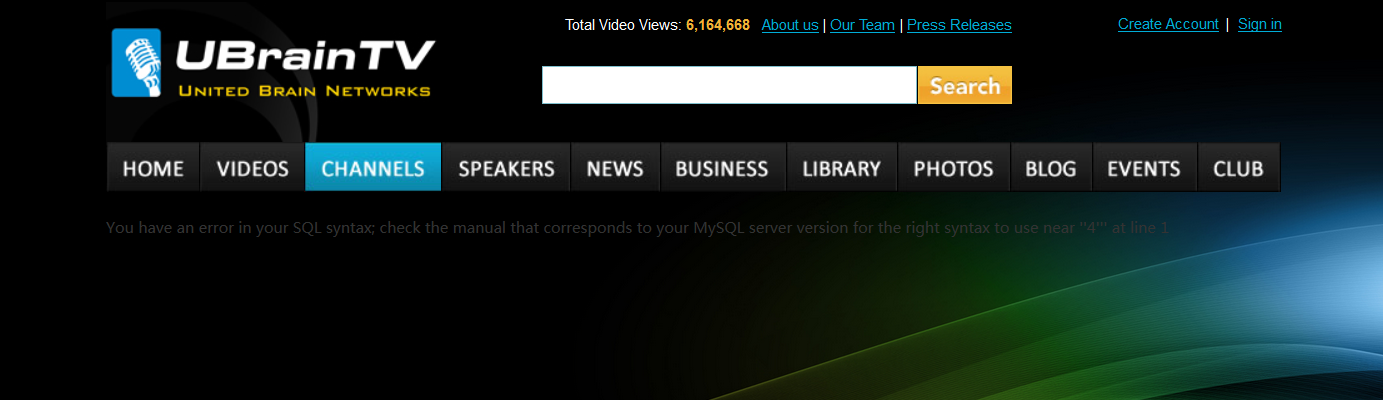 Total Video Views: 6,164,668 About us | Our Team | Press Releases
Create Account | Sign in
UBrainTV
UNITED BRAIN NETWORKS
Search
HOME VIDEOS CHANNELS SPEAKERS NEWS BUSINESS LIBRARY PHOTOS BLOG EVENTS CLUB
You have an error in your SQL syntax; check the manual that corresponds to your MySQL server version for the right syntax to use near ''4'' at line 1